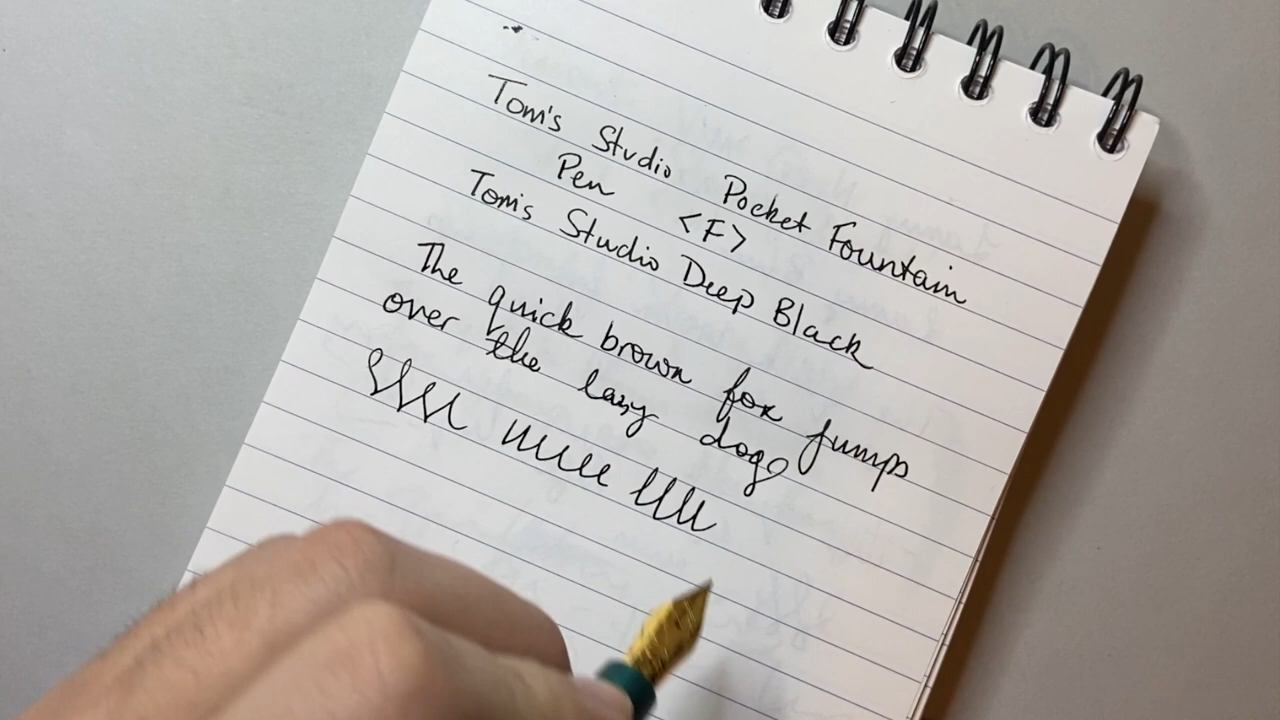 Tom's Studio Pocket Fountain
Pen <F>
Tom's Studio Deep Black
The quick brown fox jumps
over the lazy dog